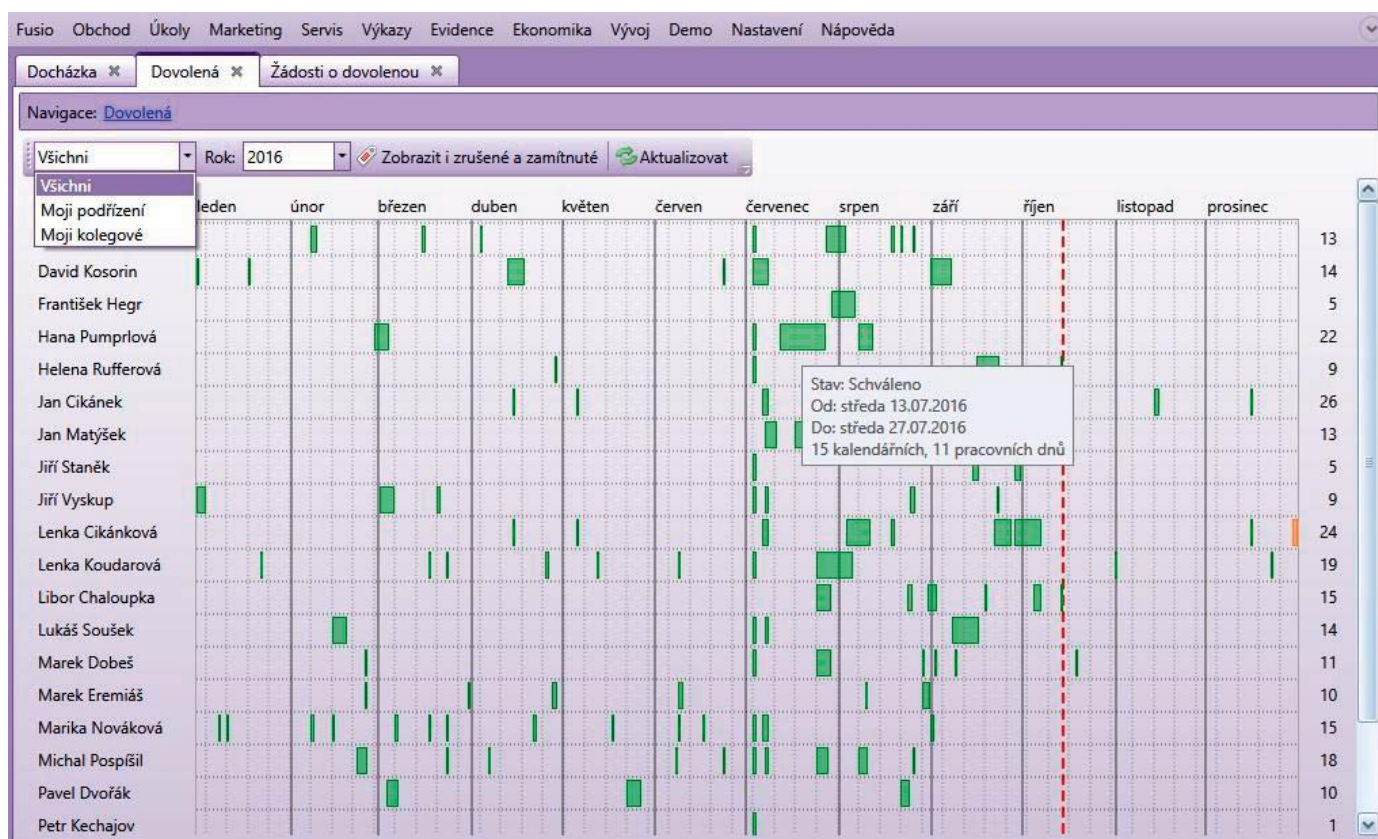 Fusio Obchod Úkoly Marketing Servis Výkazy Evidence Ekonomika Vývoj Demo Nastavení Nápověda
Docházka Dovolená Žádosti o dovolenou
Navigace: Dovolená
Všichni Rok: 2016 Zobrazit i zrušené a zamítnuté Aktualizovat
Všichni
Moji podřízení
Moji kolegové
leden únor březen duben květen červen červenec srpen září říjen listopad prosinec
13
David Kosorin 14
František Hegr 5
Hana Pumprlová 22
Helena Rufferová 9
Jan Cikánek 26
Jan Matýšek 13
Stav: Schváleno
Od: středa 13.07.2016
Do: středa 27.07.2016
15 kalendářních, 11 pracovních dnů
Jiří Staněk 5
Jiří Vyskup 9
Lenka Cikánková 24
Lenka Koudarová 19
Libor Chaloupka 15
Lukáš Soušek 14
Marek Dobeš 11
Marek Eremiáš 10
Marika Nováková 15
Michal Pospíšil 18
Pavel Dvořák 10
Petr Kechajov 1